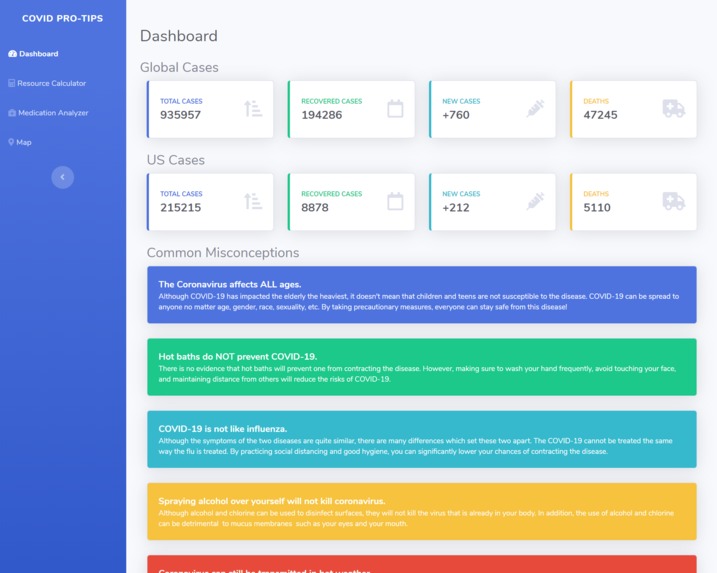 COVID PRO-TIPS
Dashboard
Resource Calculator
Medication Analyzer
Map
Dashboard
Global Cases
TOTAL CASES
935957
RECOVERED CASES
194286
NEW CASES
+760
DEATHS
47245
US Cases
TOTAL CASES
215215
RECOVERED CASES
8878
NEW CASES
+212
DEATHS
5110
Common Misconceptions
The Coronavirus affects ALL ages.
Although COVID-19 has impacted the elderly the heaviest, it doesn't mean that children and teens are not susceptible to the disease. COVID-19 can be spread to
anyone no matter age, gender, race, sexuality, etc. By taking precautionary measures, everyone can stay safe from this disease!
Hot baths do NOT prevent COVID-19.
There is no evidence that hot baths will prevent one from contracting the disease. However, making sure to wash your hand frequently, avoid touching your face,
and maintaining distance from others will reduce the risks of COVID-19.
COVID-19 is not like influenza.
Although the symptoms of the two diseases are quite similar, there are many differences which set these two apart. The COVID-19 cannot be treated the same
way the flu is treated. By practicing social distancing and good hygiene, you can significantly lower your chances of contracting the disease.
Spraying alcohol over yourself will not kill coronavirus.
Although alcohol and chlorine can be used to disinfect surfaces, they will not kill the virus that is already in your body. In addition, the use of alcohol and chlorine
can be detrimental to mucus membranes such as your eyes and your mouth.
Coronavirus can still be transmitted in hot weather.